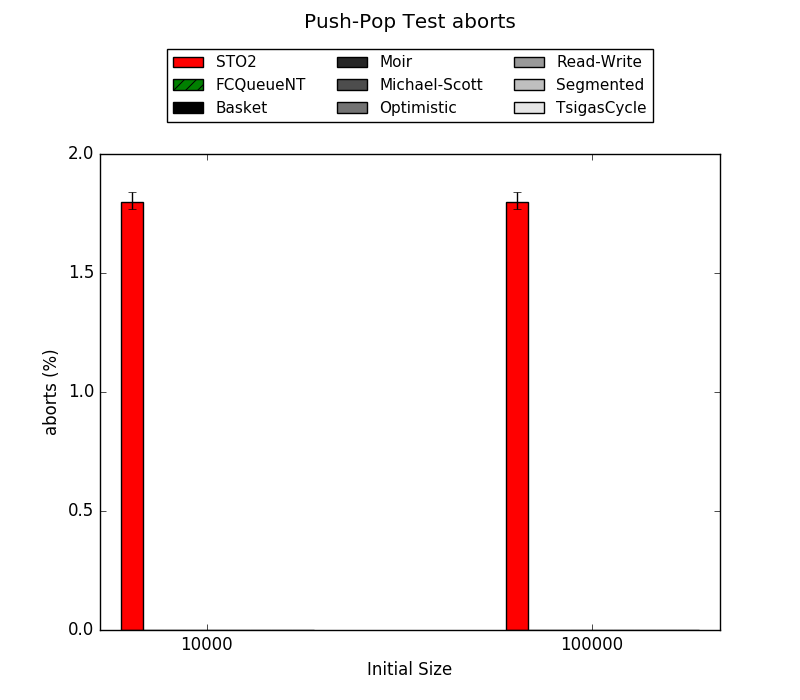 Push-Pop Test aborts
STO2 Moir Read-Write
FCQueueNT Michael-Scott Segmented
Basket Optimistic TsigasCycle
2.0
1.5
1.0
0.5
0.0
aborts (%)
10000 100000
Initial Size